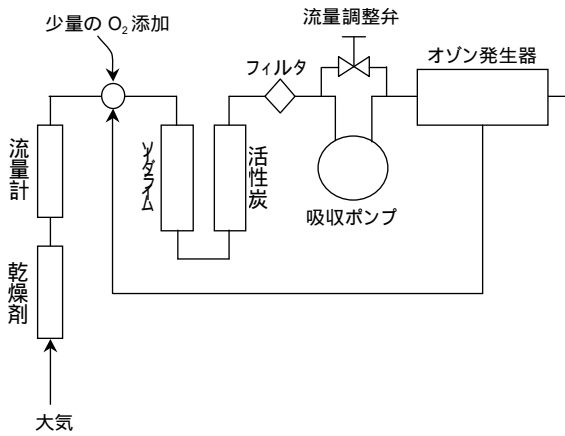 少量の O₂ 添加
流量調整弁
オゾン発生器
フィルタ
流量計
ソーダライム
活性炭
吸収ポンプ
乾燥剤
大気